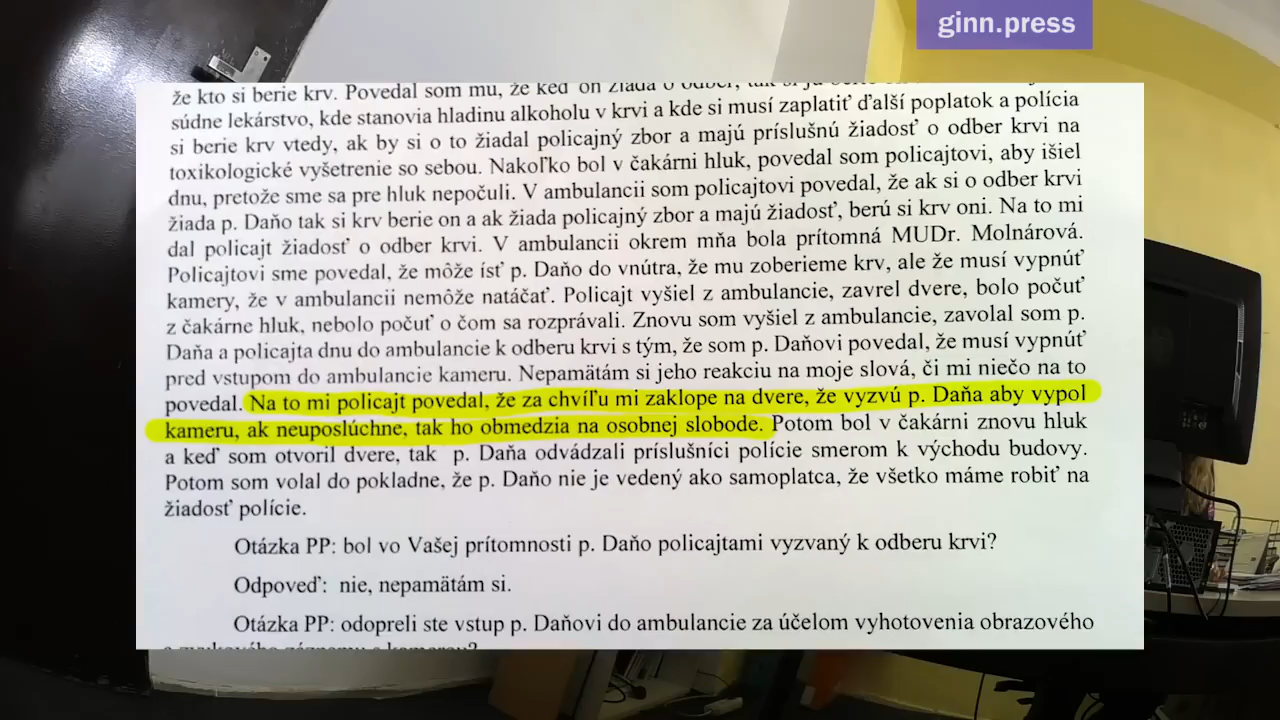 ginn.press
že kto si berie krv. Povedal som mu, že keď on žiada o odber, tak si ju berie
súdne lekárstvo, kde stanovia hladinu alkoholu v krvi a kde si musí zaplatiť ďalší poplatok a polícia
si berie krv vtedy, ak by si o to žiadal policajný zbor a majú príslušnú žiadosť o odber krvi na
toxikologické vyšetrenie so sebou. Nakoľko bol v čakárni hluk, povedal som policajtovi, aby išiel
dnu, pretože sme sa pre hluk nepočuli. V ambulancii som policajtovi povedal, že ak si o odber krvi
žiada p. Daňo tak si krv berie on a ak žiada policajný zbor a majú žiadosť, berú si krv oni. Na to mi
dal policajt žiadosť o odber krvi. V ambulancii okrem mňa bola prítomná MUDr. Molnárová.
Policajtovi sme povedal, že môže ísť p. Daňo do vnútra, že mu zoberieme krv, ale že musí vypnúť
kamery, že v ambulancii nemôže natáčať. Policajt vyšiel z ambulancie, zavrel dvere, bolo počuť
z čakárne hluk, nebolo počuť o čom sa rozprávali. Znovu som vyšiel z ambulancie, zavolal som p.
Daňa a policajta dnu do ambulancie k odberu krvi s tým, že som p. Daňovi povedal, že musí vypnúť
pred vstupom do ambulancie kameru. Nepamätám si jeho reakciu na moje slová, či mi niečo na to
povedal. Na to mi policajt povedal, že za chvíľu mi zaklope na dvere, že vyzvú p. Daňa aby vypol
kameru, ak neuposlúchne, tak ho obmedzia na osobnej slobode. Potom bol v čakárni znovu hluk
a keď som otvoril dvere, tak p. Daňa odvádzali príslušníci polície smerom k východu budovy.
Potom som volal do pokladne, že p. Daňo nie je vedený ako samoplatca, že všetko máme robiť na
žiadosť polície.
Otázka PP: bol vo Vašej prítomnosti p. Daňo policajtami vyzvaný k odberu krvi?
Odpoveď: nie, nepamätám si.
Otázka PP: odopreli ste vstup p. Daňovi do ambulancie za účelom vyhotovenia obrazového